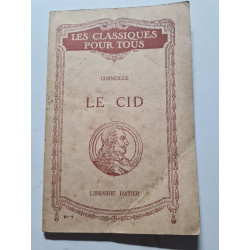 LES CLASSIQUES
POUR TOUS
CORNEILLE
LE CID
LIBRAIRIE HATIER